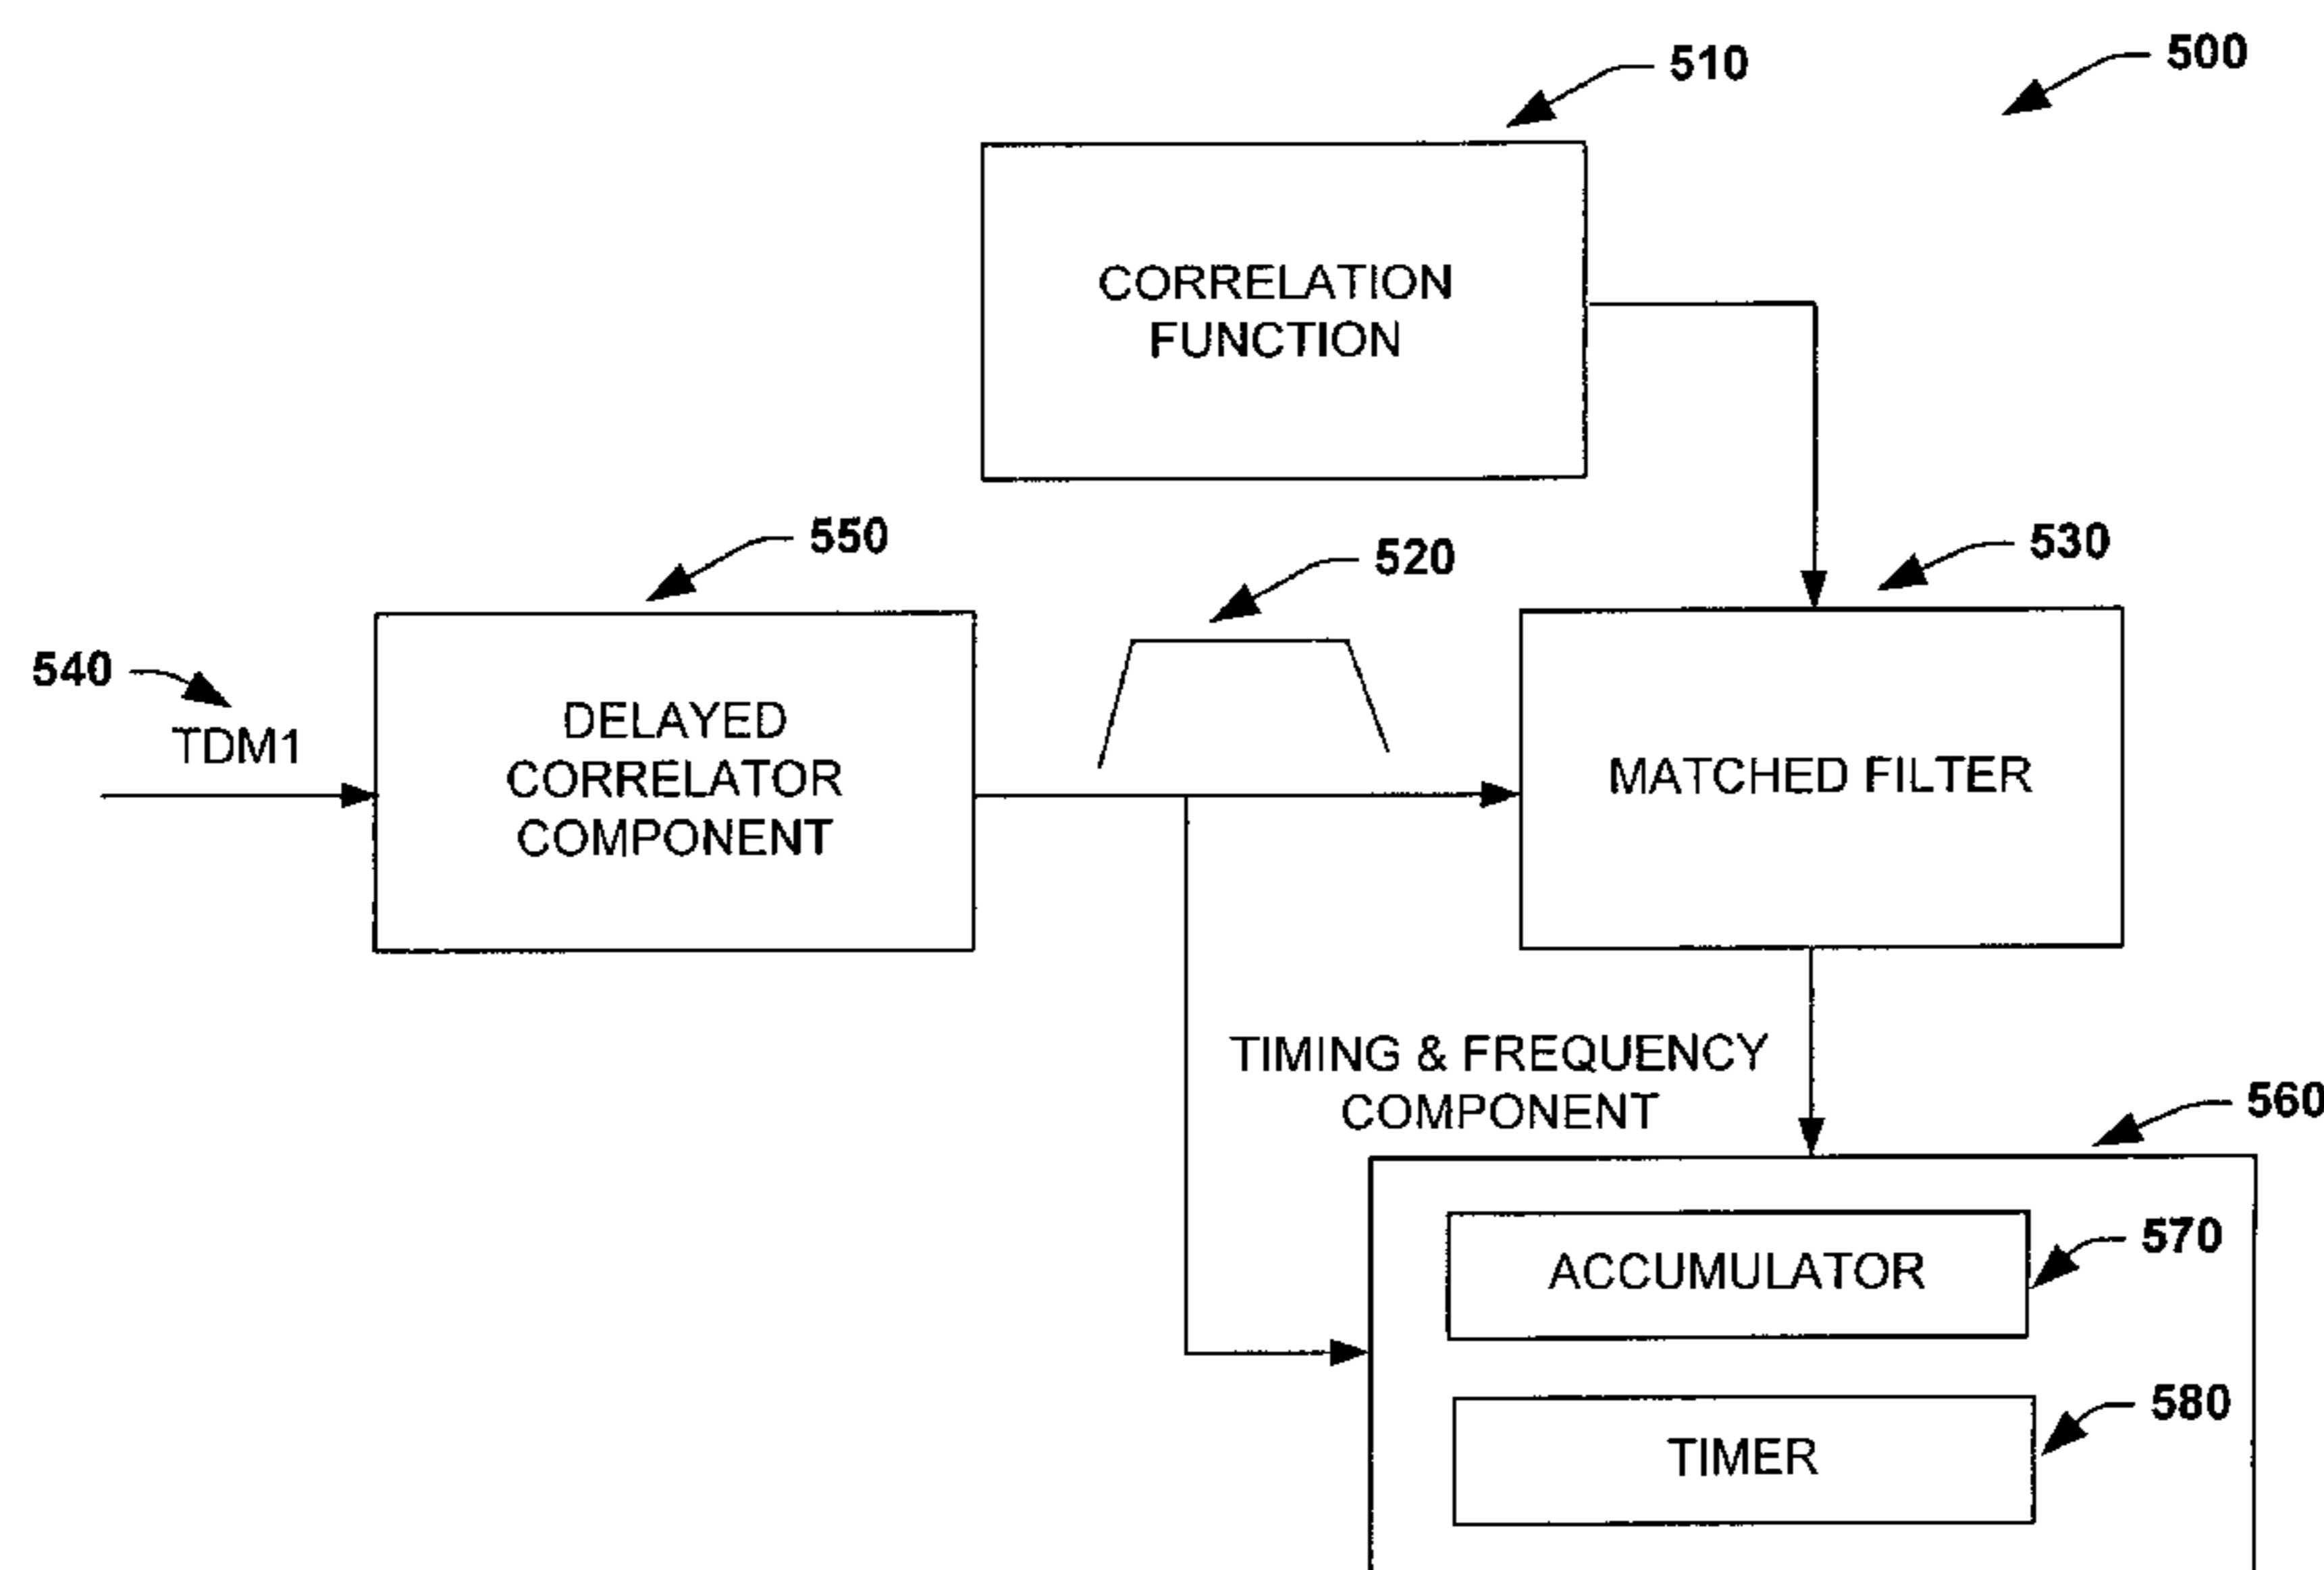 500
510
CORRELATION
FUNCTION
550
520
530
540
TDM1
DELAYED
CORRELATOR
COMPONENT
MATCHED FILTER
TIMING & FREQUENCY
COMPONENT
560
ACCUMULATOR
570
TIMER
580